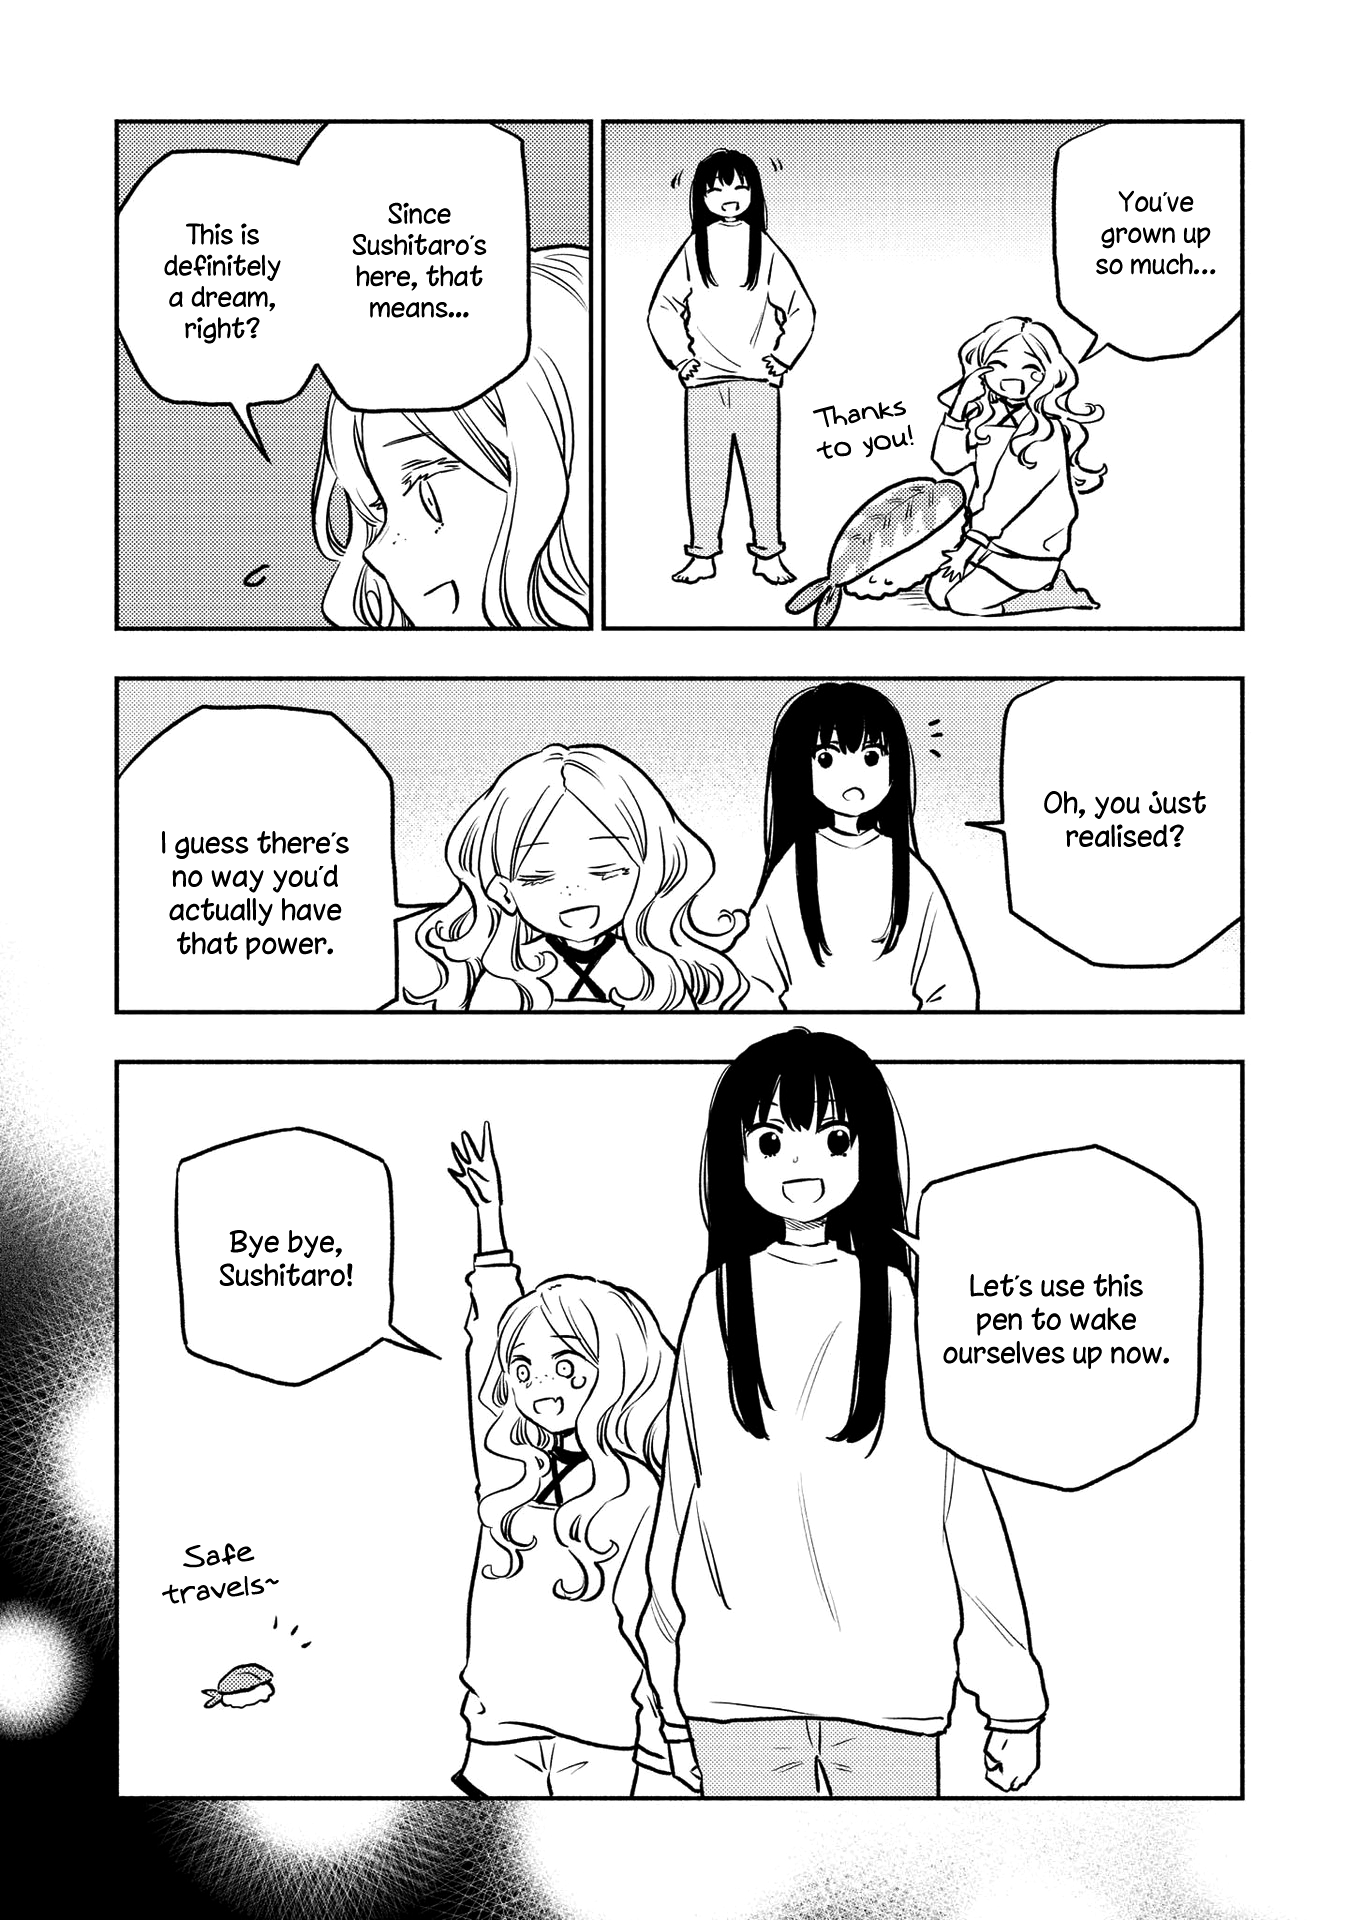 You've
grown up
so much...
Thanks
to you!
Since
Sushitaro's
here, that
means...
This is
definitely
a dream,
right?
Oh, you just
realised?
I guess there's
no way you'd
actually have
that power.
Let's use this
pen to wake
ourselves up now.
Bye bye,
Sushitaro!
Safe
travels~